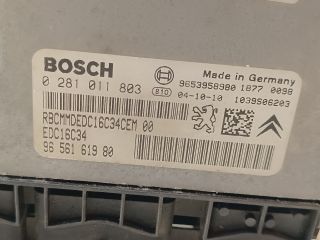 BOSCH
Made in Germany
0 281 011 803
9653958980 1877 0098
810 04-10-10 1039S06203
RBCMMDEDC16C34CEM 00
EDC16C34
96 561 619 80